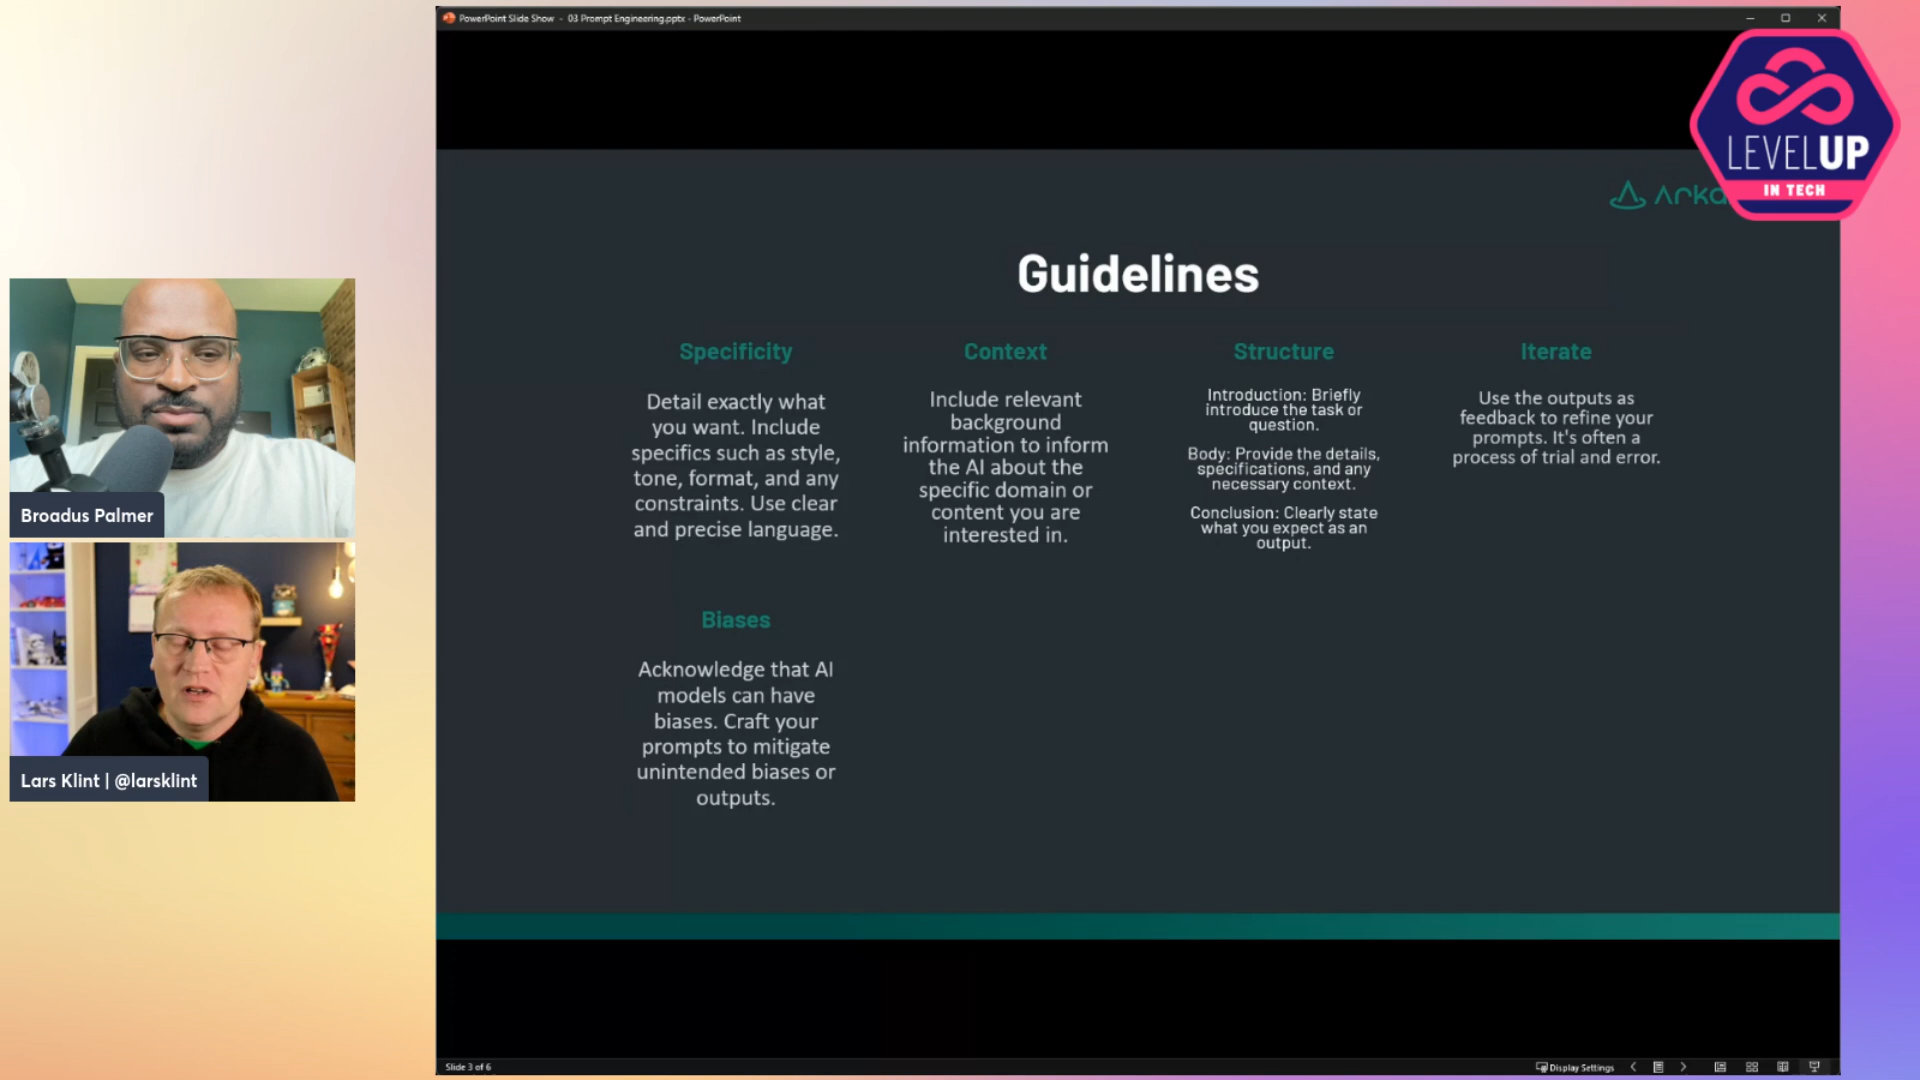 PowerPoint Slide Show - 03 Prompt Engineering.pptx - PowerPoint
LEVELUP
IN TECH
Arka
Guidelines
Specificity
Detail exactly what
you want. Include
specifics such as style,
tone, format, and any
constraints. Use clear
and precise language.
Context
Include relevant
background
information to inform
the AI about the
specific domain or
content you are
interested in.
Structure
Introduction: Briefly
introduce the task or
question.
Body: Provide the details,
specifications, and any
necessary context.
Conclusion: Clearly state
what you expect as an
output.
Iterate
Use the outputs as
feedback to refine your
prompts. It's often a
process of trial and error.
Biases
Acknowledge that AI
models can have
biases. Craft your
prompts to mitigate
unintended biases or
outputs.
Broadus Palmer
Lars Klint | @larsklint
Slide 3 of 6
Display Settings